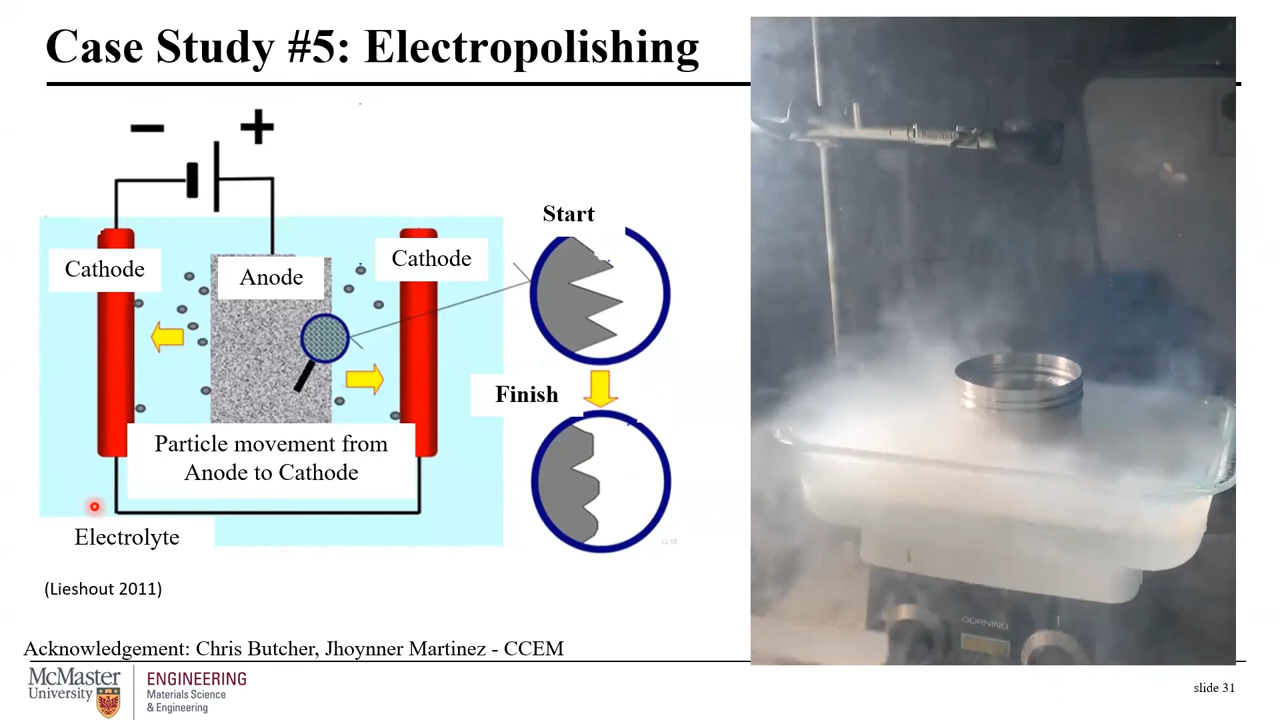 Case Study #5: Electropolishing
− +
Start
Cathode
Anode
Cathode
Finish
Particle movement from
Anode to Cathode
Electrolyte
(Lieshout 2011)
Acknowledgement: Chris Butcher, Jhoynner Martinez - CCEM
McMaster
University
ENGINEERING
Materials Science
& Engineering
CORNING
slide 31